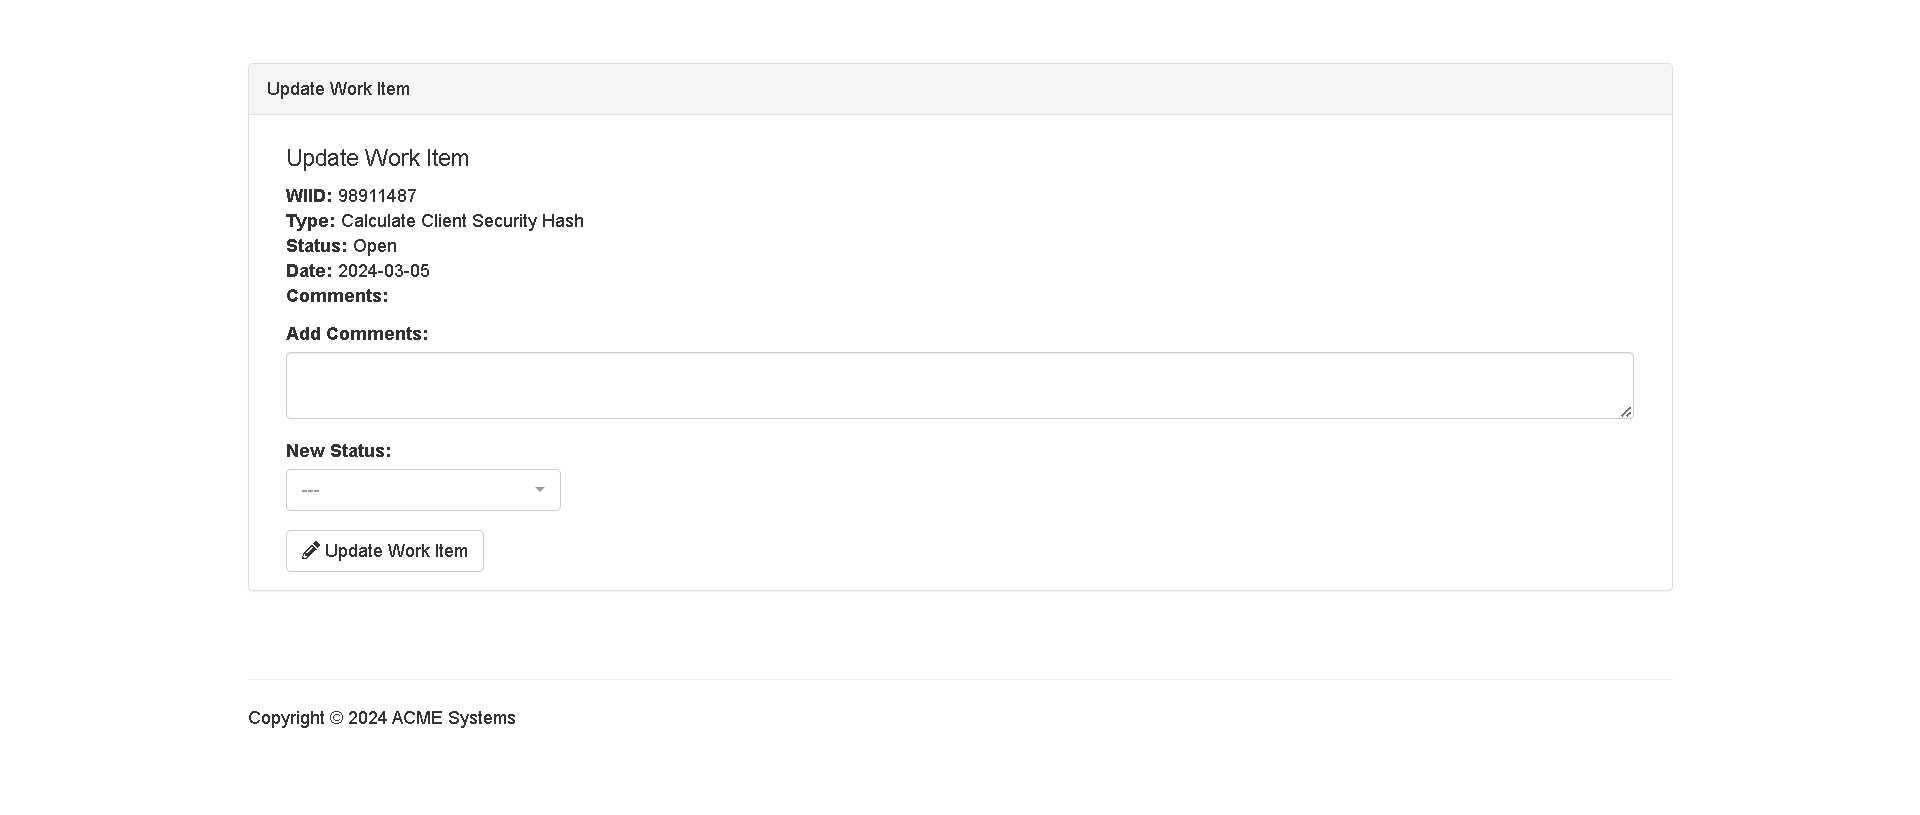 Update Work Item
Update Work Item
WIID: 98911487
Type: Calculate Client Security Hash
Status: Open
Date: 2024-03-05
Comments:
Add Comments:
New Status:
---
Update Work Item
Copyright © 2024 ACME Systems